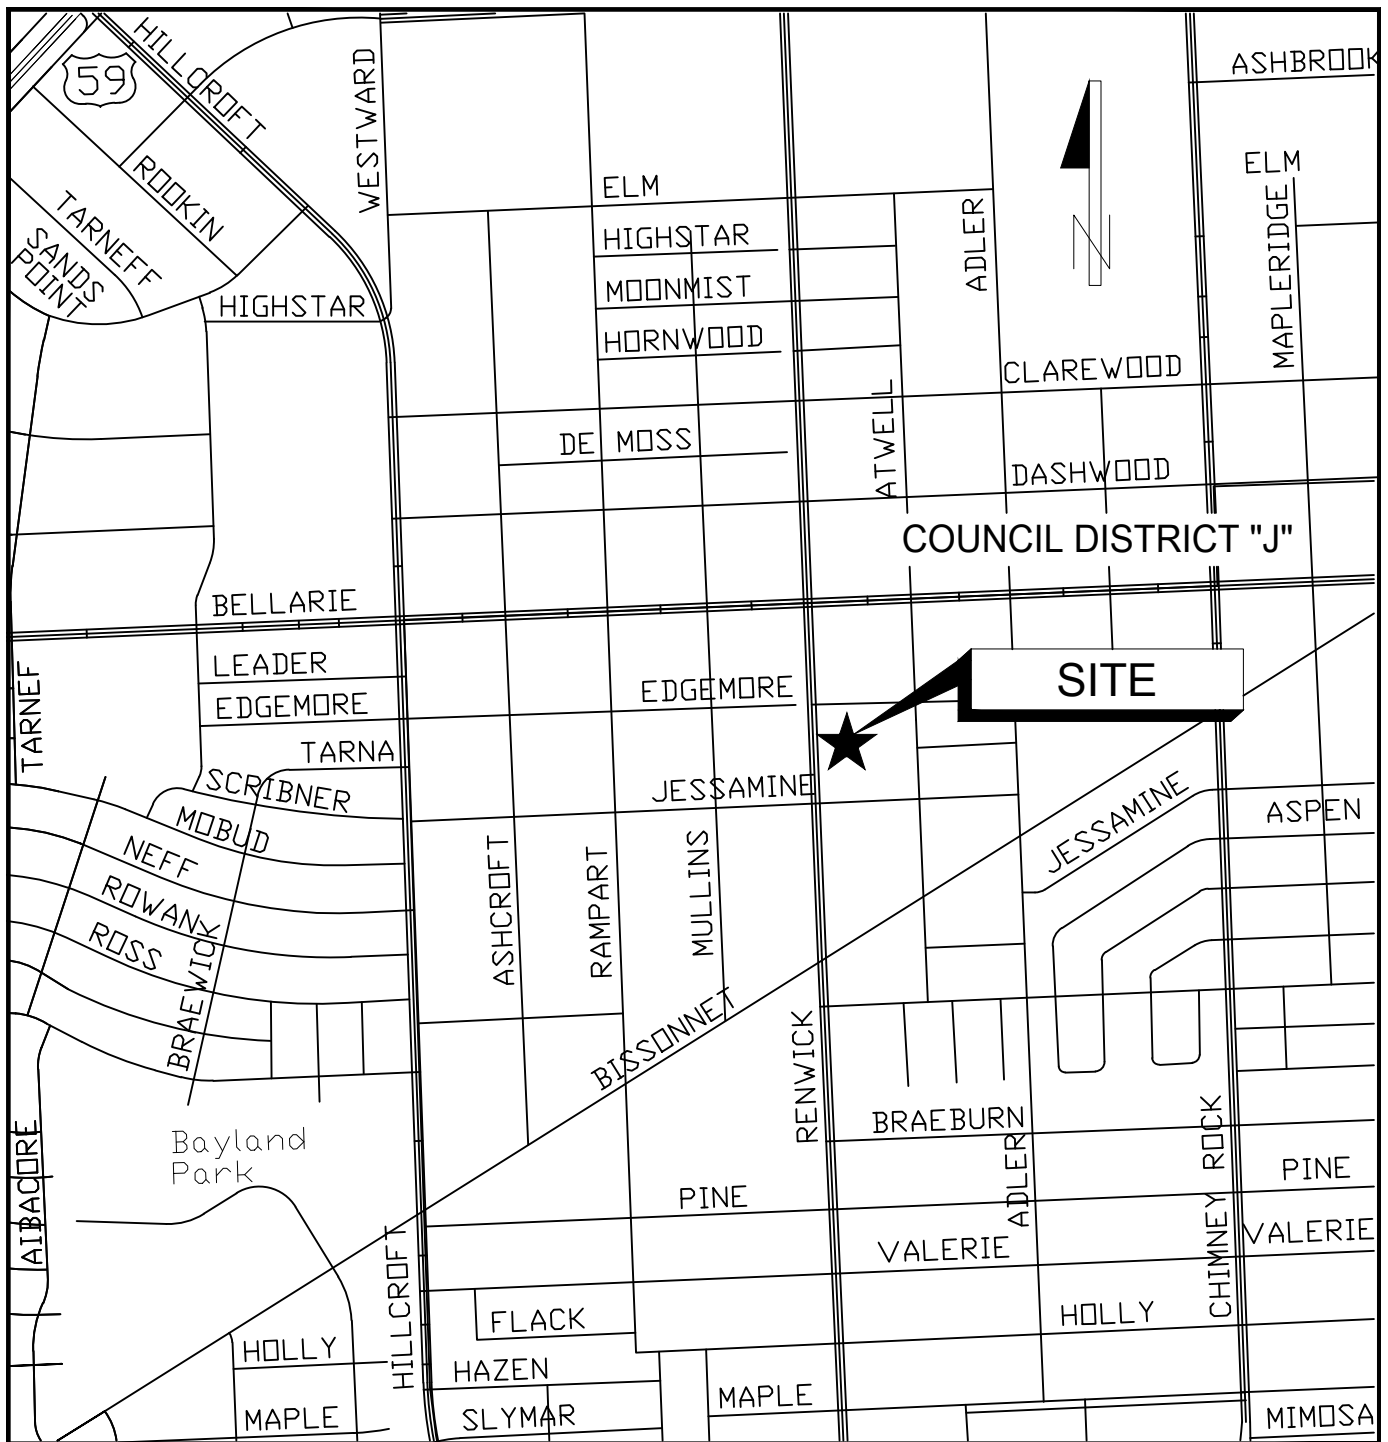 HILLCROFT
59
WESTWARD
ASHBROOK
ROOKIN
ELM
ELM
TARNEFF
HIGHSTAR
ADLER
MAPLERIDGE
SANDS
POINT
MOONMIST
HIGHSTAR
N
HORNWOOD
CLAREWOOD
DE MOSS
ATWELL
DASHWOOD
COUNCIL DISTRICT "J"
BELLARIE
LEADER
SITE
TARNEF
EDGEMORE
EDGEMORE
TARNA
SCRIBNER
JESSAMINE
JESSAMINE
ASPEN
MOBUD
NEFF
ASHCROFT
RAMPART
MULLINS
ROWANK
ROSS
BRAEWICK
BISSONNET
RENWICK
BRAEBURN
Bayland
Park
AIBACORE
ADLER
CHIMNEY ROCK
PINE
PINE
VALERIE
VALERIE
HILLCROFT
FLACK
HOLLY
HOLLY
HAZEN
MAPLE
MAPLE
SLYMAR
MIMOSA